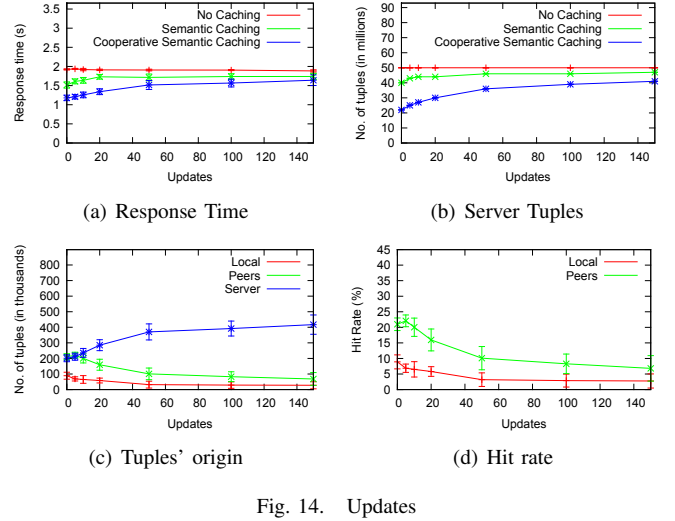 No Caching
Semantic Caching
Cooperative Semantic Caching
Response time (s)
3.5
3
2.5
2
1.5
1
0.5
0
0 20 40 60 80 100 120 140
Updates
(a) Response Time
No Caching
Semantic Caching
Cooperative Semantic Caching
No. of tuples (in millions)
90
80
70
60
50
40
30
20
10
0
0 20 40 60 80 100 120 140
Updates
(b) Server Tuples
Local
Peers
Server
No. of tuples (in thousands)
800
700
600
500
400
300
200
100
0
0 20 40 60 80 100 120 140
Updates
(c) Tuples' origin
Local
Peers
Hit Rate (%)
45
40
35
30
25
20
15
10
5
0
0 20 40 60 80 100 120 140
Updates
(d) Hit rate
Fig. 14. Updates